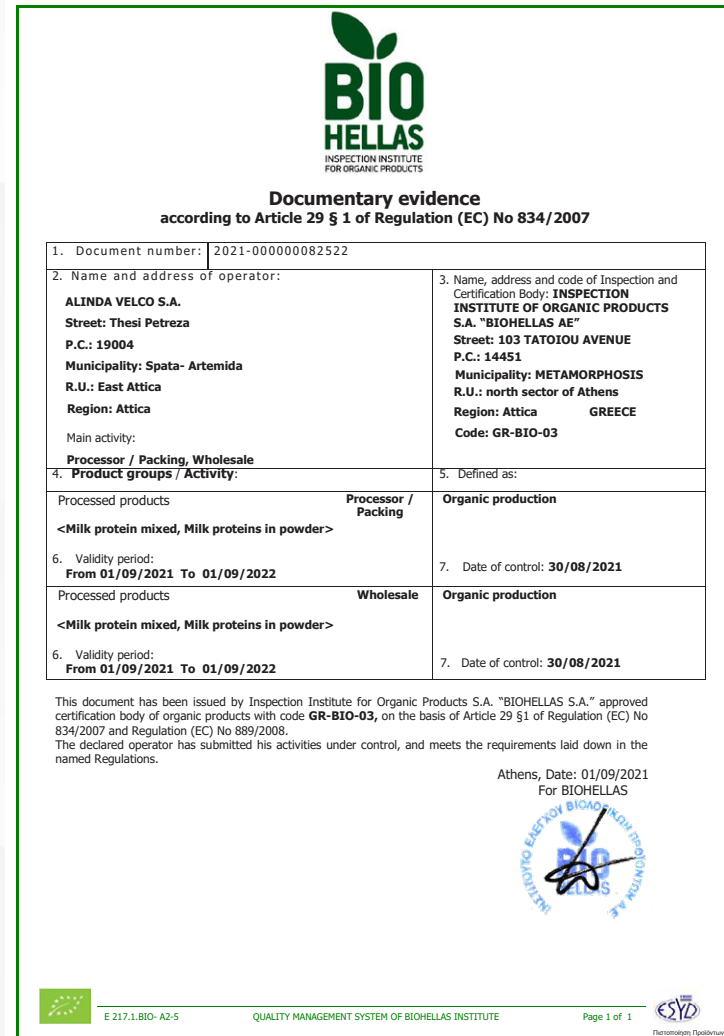 BIO
HELLAS
INSPECTION INSTITUTE
FOR ORGANIC PRODUCTS
Documentary evidence
according to Article 29 § 1 of Regulation (EC) No 834/2007
1. Document number: 2021-000000082522
2. Name and address of operator:
ALINDA VELCO S.A.
Street: Thesi Petreza
P.C.: 19004
Municipality: Spata- Artemida
R.U.: East Attica
Region: Attica
Main activity:
Processor / Packing, Wholesale
3. Name, address and code of Inspection and
Certification Body: INSPECTION
INSTITUTE OF ORGANIC PRODUCTS
S.A. “BIOHELLAS AE”
Street: 103 TATOIOU AVENUE
P.C.: 14451
Municipality: METAMORPHOSIS
R.U.: north sector of Athens
Region: Attica GREECE
Code: GR-BIO-03
4. Product groups / Activity:
5. Defined as:
Processed products Processor /
Packing
<Milk protein mixed, Milk proteins in powder>
6. Validity period:
From 01/09/2021 To 01/09/2022
Organic production
7. Date of control: 30/08/2021
Processed products Wholesale
<Milk protein mixed, Milk proteins in powder>
6. Validity period:
From 01/09/2021 To 01/09/2022
Organic production
7. Date of control: 30/08/2021
This document has been issued by Inspection Institute for Organic Products S.A. “BIOHELLAS S.A.” approved
certification body of organic products with code GR-BIO-03, on the basis of Article 29 §1 of Regulation (EC) No
834/2007 and Regulation (EC) No 889/2008.
The declared operator has submitted his activities under control, and meets the requirements laid down in the
named Regulations.
Athens, Date: 01/09/2021
For BIOHELLAS
ΙΝΣΤΙΤΟΥΤΟ ΕΛΕΓΧΟΥ ΒΙΟΛΟΓΙΚΩΝ ΠΡΟΪΟΝΤΩΝ Α.Ε.
BIO
HELLAS
E 217.1.BIO- A2-5 QUALITY MANAGEMENT SYSTEM OF BIOHELLAS INSTITUTE Page 1 of 1
ESYD
Πιστοποίηση Προϊόντων